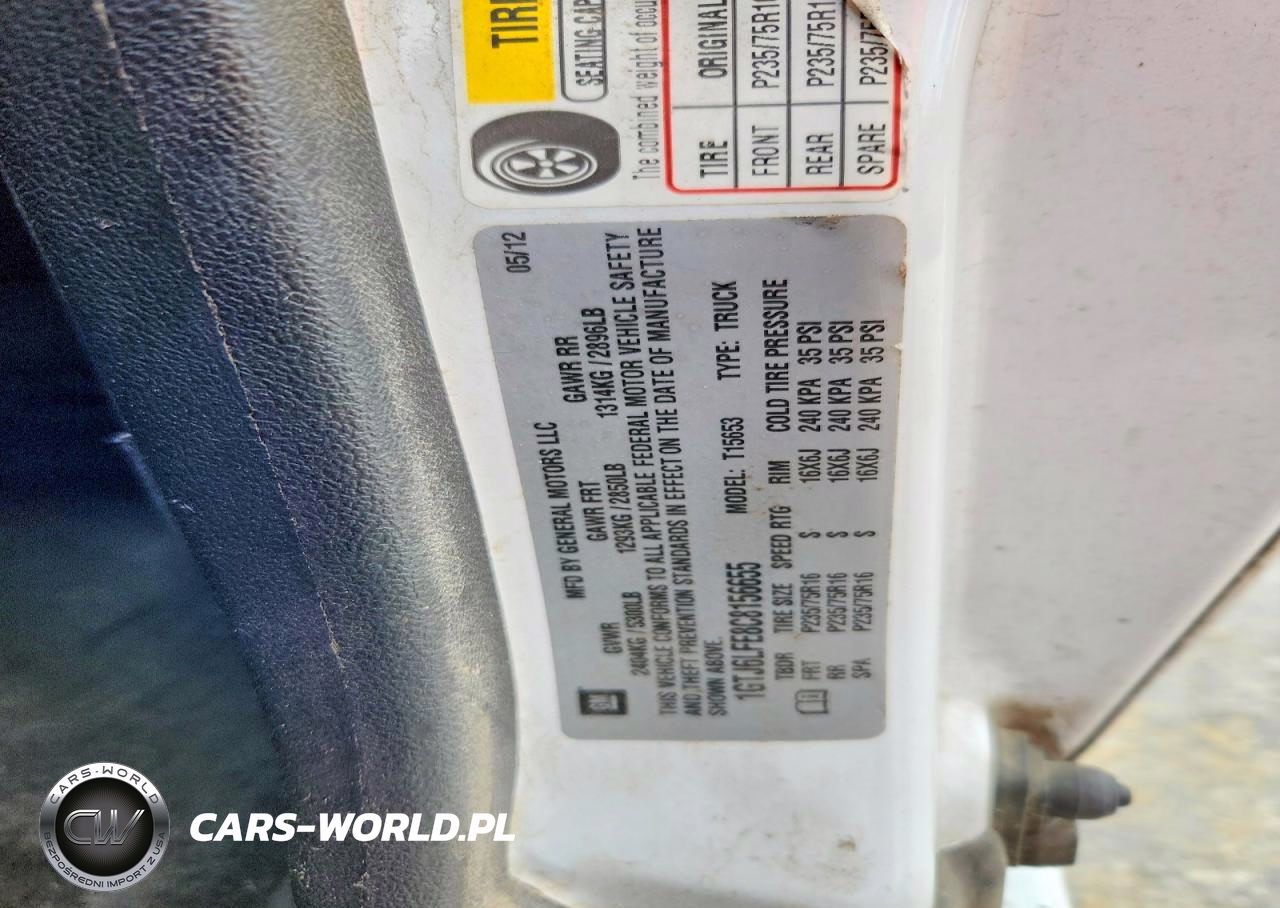 TIRE
SEATING CAP
The combined weight of occu
TIRE ORIGINAL
FRONT P235/75R1
REAR P235/75R1
SPARE P235/75
05/12
MFD BY GENERAL MOTORS LLC
GVWR GAWR FRT GAWR RR
2404KG / 5300LB 1293KG / 2850LB 1314KG / 2896LB
THIS VEHICLE CONFORMS TO ALL APPLICABLE FEDERAL MOTOR VEHICLE SAFETY
AND THEFT PREVENTION STANDARDS IN EFFECT ON THE DATE OF MANUFACTURE
SHOWN ABOVE.
1GTJ6LFE8C8156655 MODEL: T15653 TYPE: TRUCK
TBDR TIRE SIZE SPEED RTG RIM COLD TIRE PRESSURE
FRT P235/75R16 S 16X6J 240 KPA 35 PSI
RR P235/75R16 S 16X6J 240 KPA 35 PSI
SPA P235/75R16 S 16X6J 240 KPA 35 PSI
GM
CARS-WORLD
CW
BEZPOŚREDNI IMPORT Z USA
CARS-WORLD.PL